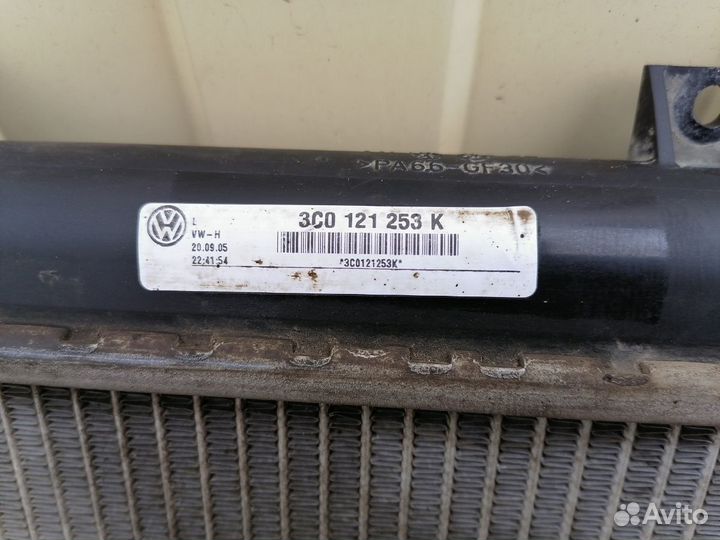 >PA66-GF30<
L
VW-H
20.09.05
22:41:54
3C0 121 253 K
*3C0121253K*
Avito